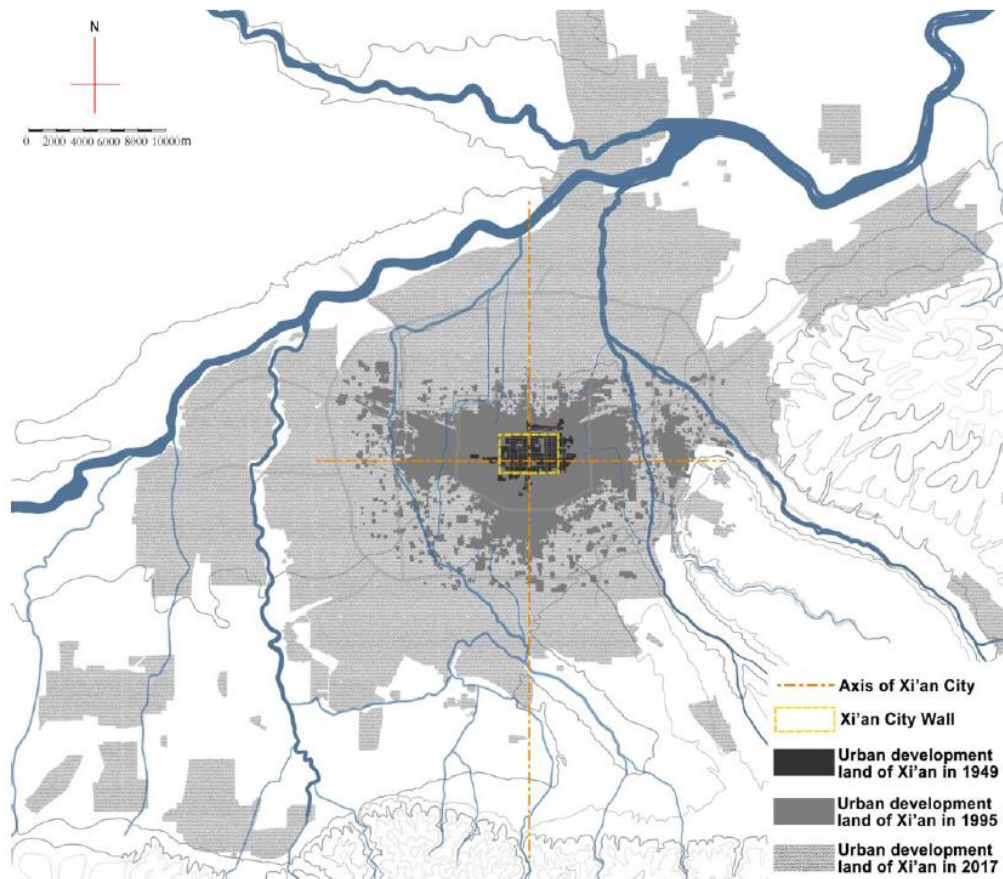 N
0 2000 4000 6000 8000 10000m
Axis of Xi'an City
Xi'an City Wall
Urban development
land of Xi'an in 1949
Urban development
land of Xi'an in 1995
Urban development
land of Xi'an in 2017